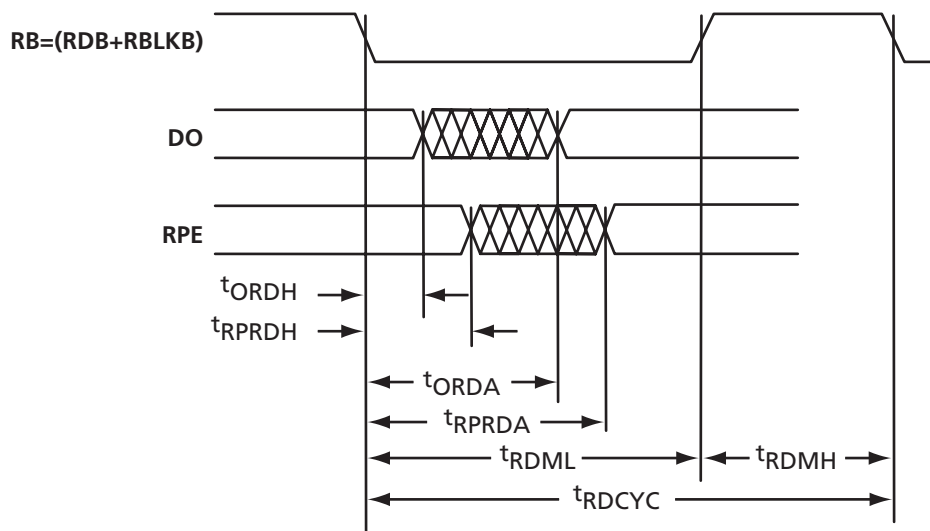 RB=(RDB+RBLKB)
DO
RPE
tORDH
tRPRDH
tORDA
tRPRDA
tRDML
tRDMH
tRDCYC